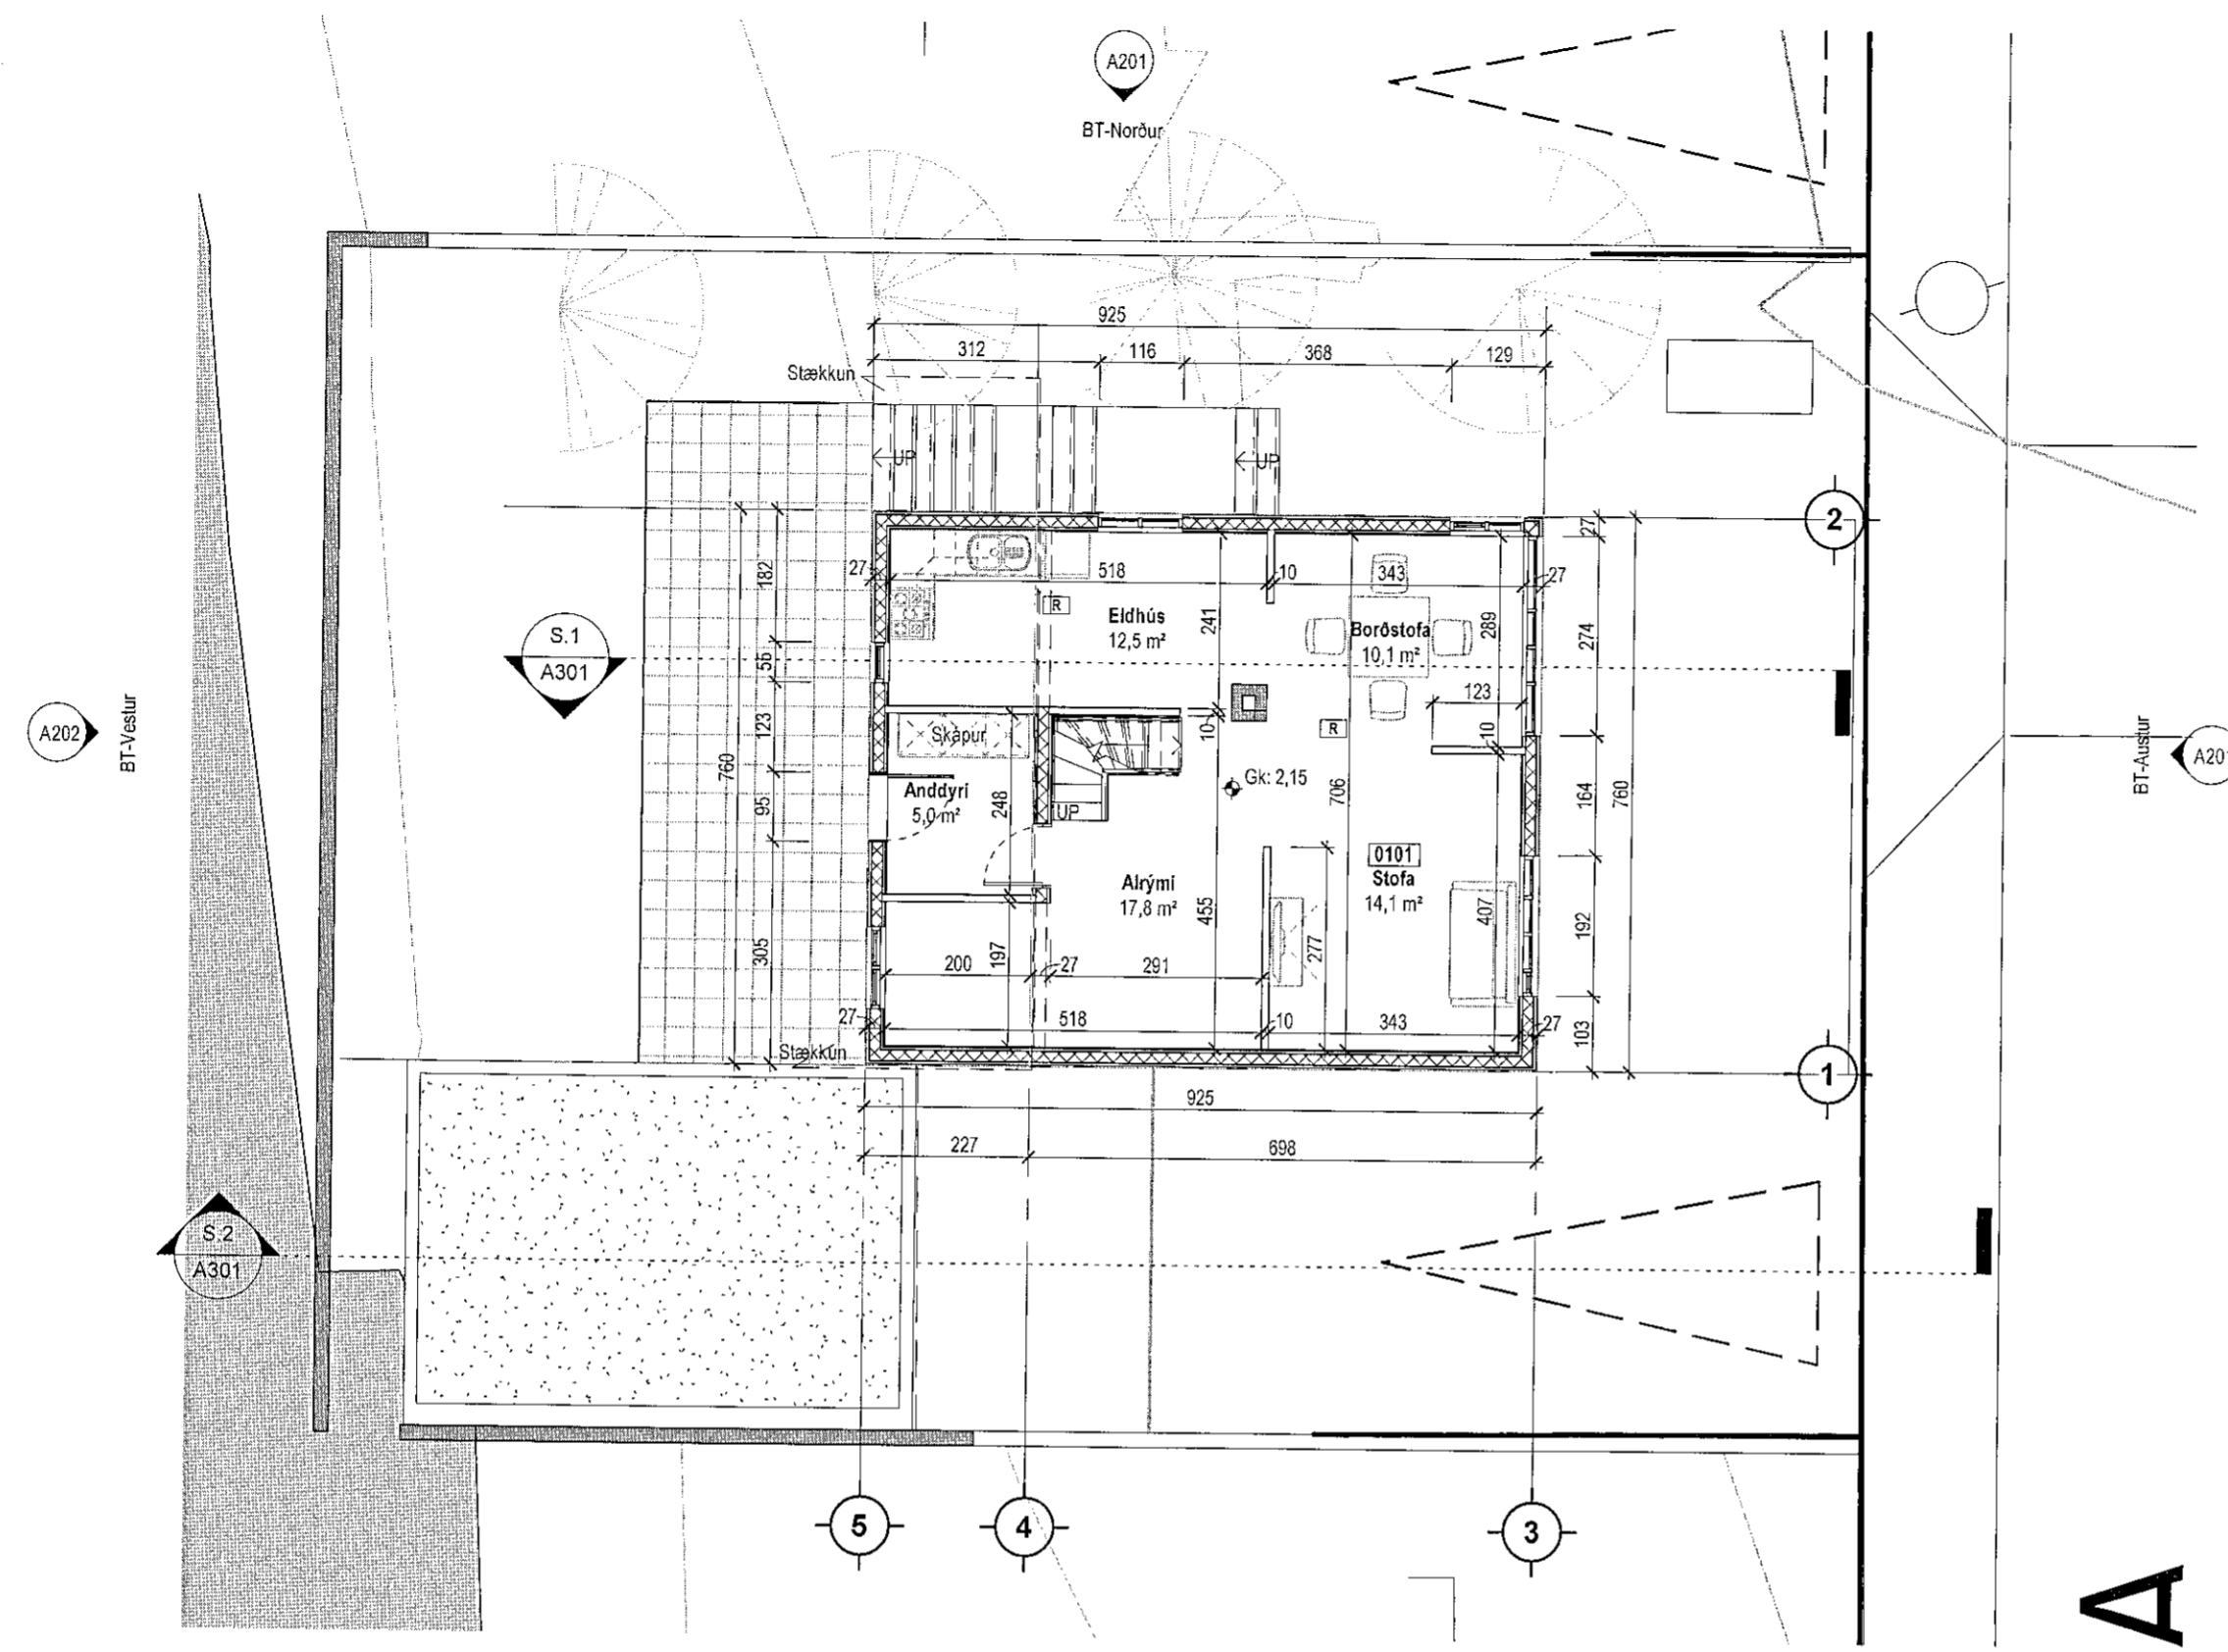 A201
BT-Norður
925
312
116
368
129
Stækkun
UP
UP
2
27
182
27
518
10
343
27
R
Eldhús
12,5 m²
241
Borðstofa
10,1 m²
289
274
S.1
A301
56
123
A202
BT-Vestur
123
Skápur
10
R
10
BT-Austur
A201
760
Anddyri
5,0 m²
248
UP
Gk: 2,15
706
164
760
95
0101
Stofa
14,1 m²
Alrými
17,8 m²
455
277
407
192
305
200
197
27
291
27
518
10
343
27
103
Stækkun
1
925
227
698
S.2
A301
5
4
3
A